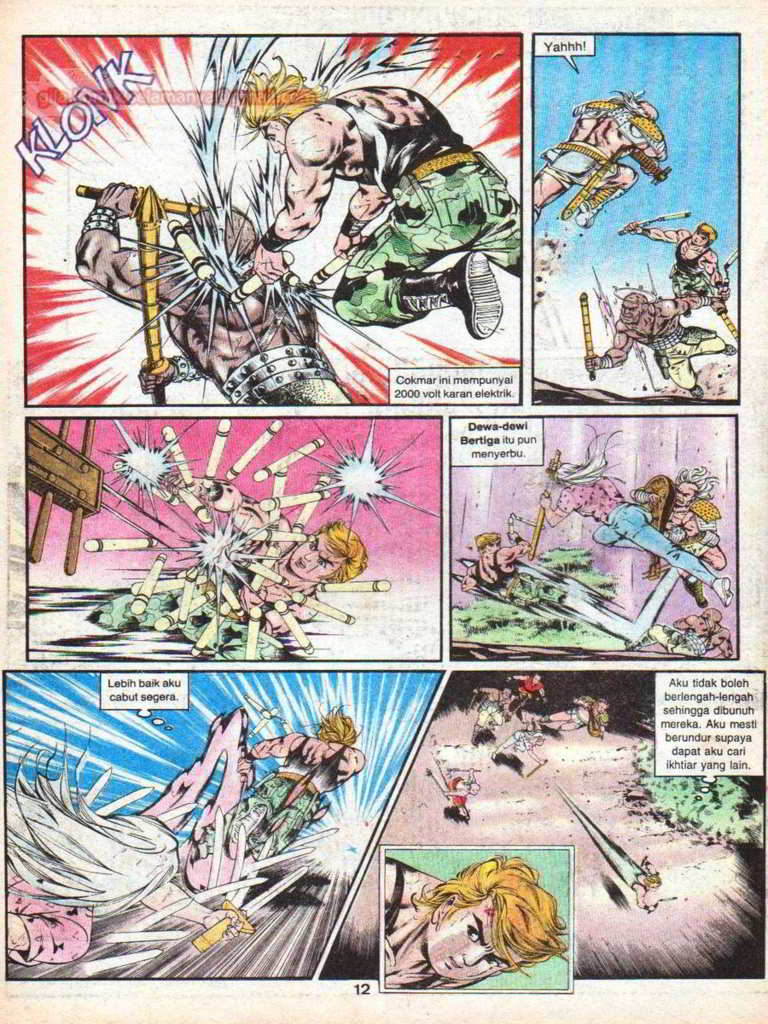 KLONK
Cokmar ini mempunyai
2000 volt karan elektrik.
Yahhh!
Dewa-dewi
Bertiga itu pun
menyerbu.
Lebih baik aku
cabut segera.
Aku tidak boleh
berlengah-lengah
sehingga dibunuh
mereka. Aku mesti
berundur supaya
dapat aku cari
ikhtiar yang lain.
12